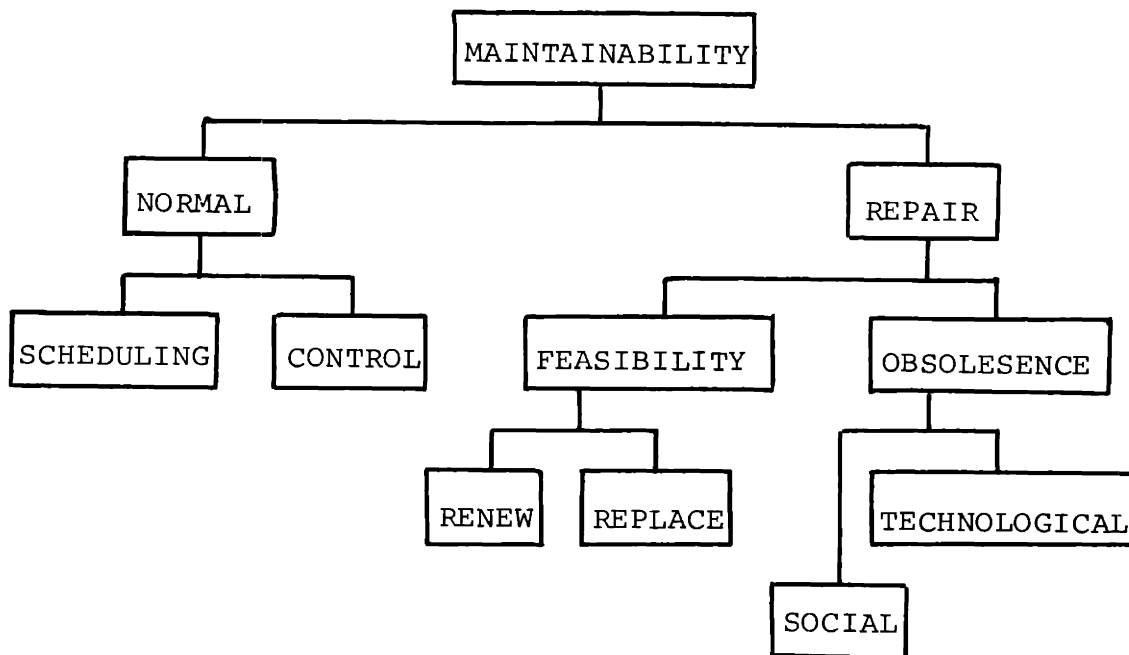 MAINTAINABILITY
NORMAL
REPAIR
SCHEDULING
CONTROL
FEASIBILITY
OBSOLESENCE
RENEW
REPLACE
TECHNOLOGICAL
SOCIAL